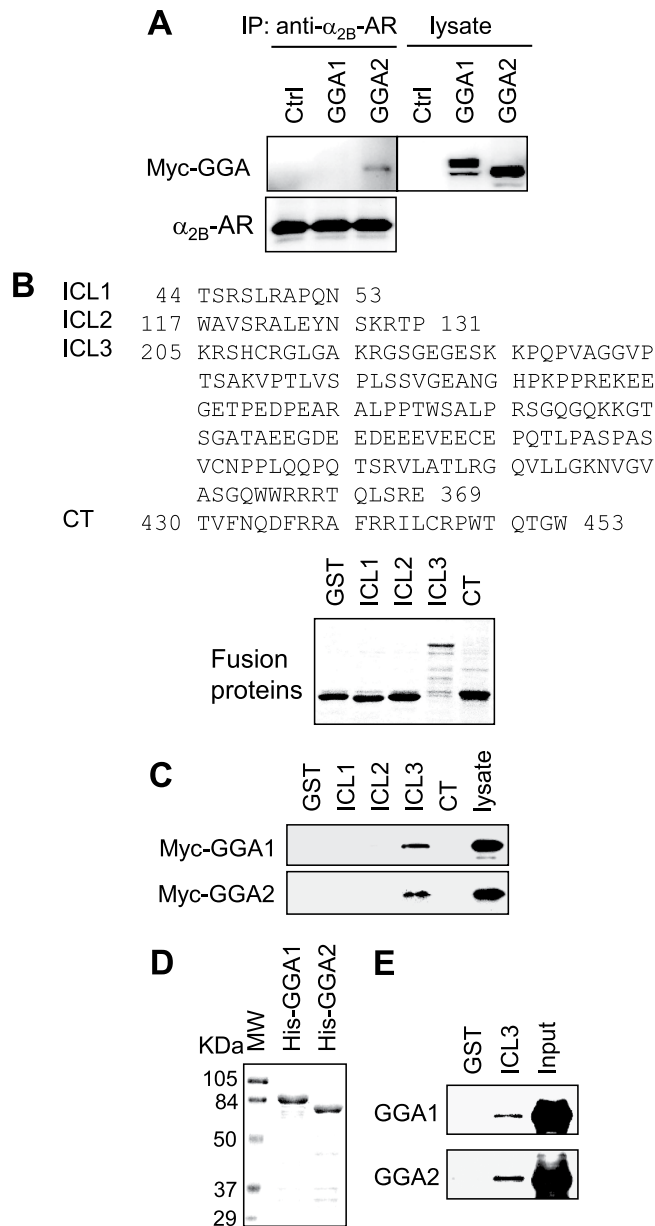 A
IP: anti-α2B-AR lysate
Ctrl GGA1 GGA2 Ctrl GGA1 GGA2
Myc-GGA
α2B-AR
B
ICL1 44 TSRSLRAPQN 53
ICL2 117 WAVSRALEYN SKRTP 131
ICL3 205 KRSHCRGLGA KRGSGEGESK KPQPVAGGVP
TSAKVPTLVS PLSSVGEANG HPKPPREKEE
GETPEDPEAR ALPPTWSALP RSGQGQKKGT
SGATAEEGDE EDEEEVEECE PQTLPASPAS
VCNPPLQQPQ TSRVLATLRG QVLLGKNVGV
ASGQWWRRRT QLSRE 369
CT 430 TVFNQDFRRA FRRILCRPWT QTGW 453
GST ICL1 ICL2 ICL3 CT
Fusion
proteins
C
GST ICL1 ICL2 ICL3 CT lysate
Myc-GGA1
Myc-GGA2
D
KDa MW His-GGA1 His-GGA2
105
84
50
37
29
E
GST ICL3 Input
GGA1
GGA2